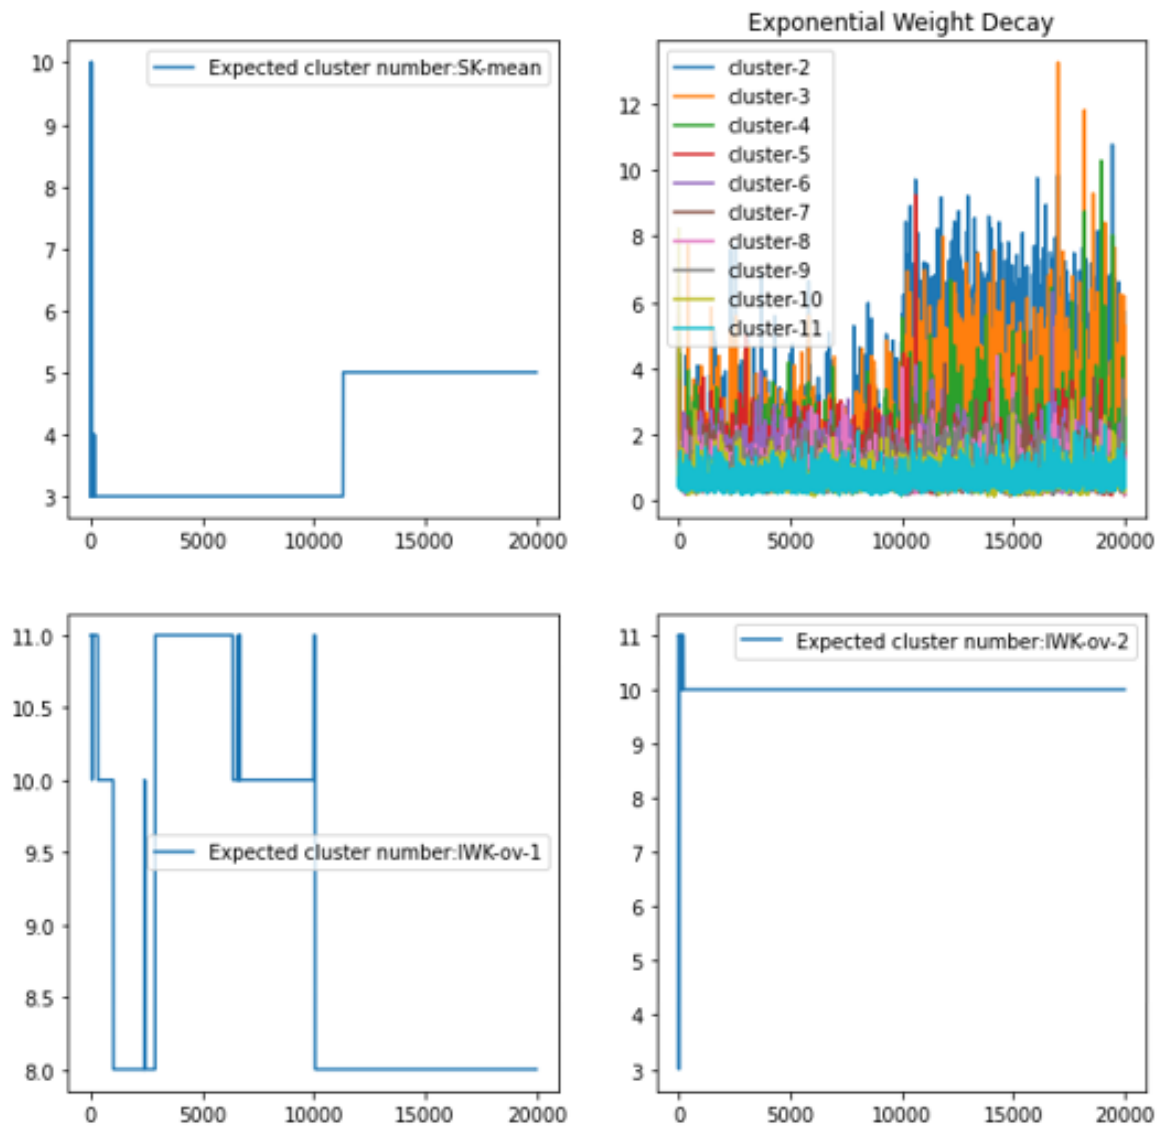 Expected cluster number:SK-mean
10
9
8
7
6
5
4
3
0 5000 10000 15000 20000
Exponential Weight Decay
cluster-2
cluster-3
cluster-4
cluster-5
cluster-6
cluster-7
cluster-8
cluster-9
cluster-10
cluster-11
12
10
8
6
4
2
0
0 5000 10000 15000 20000
11.0
10.5
10.0
9.5
9.0
8.5
8.0
Expected cluster number:IWK-ov-1
0 5000 10000 15000 20000
Expected cluster number:IWK-ov-2
11
10
9
8
7
6
5
4
3
0 5000 10000 15000 20000